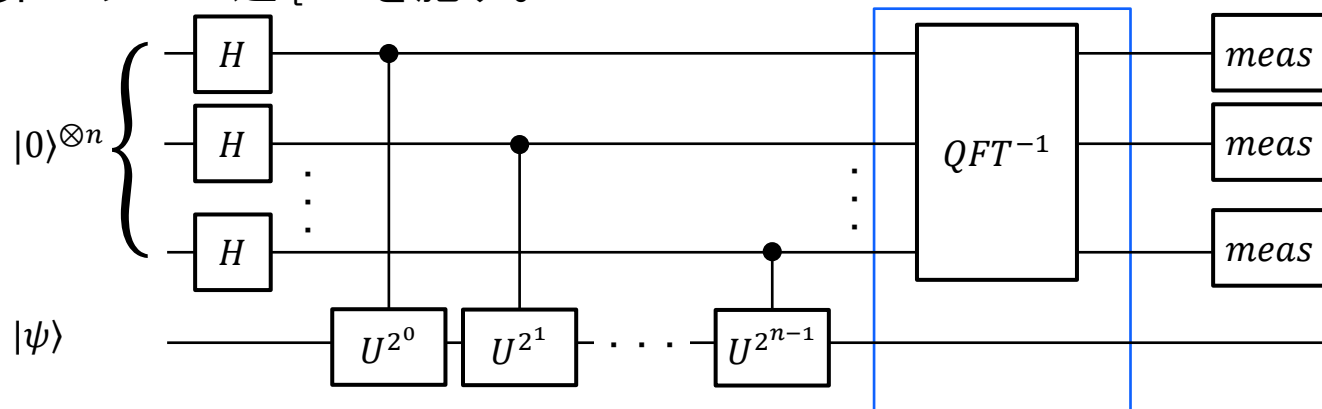 H
|0⟩^{⊗n}
H
H
QFT^{−1}
meas
meas
meas
|ψ⟩
U^{2^0}
U^{2^1}
· · ·
U^{2^{n−1}}